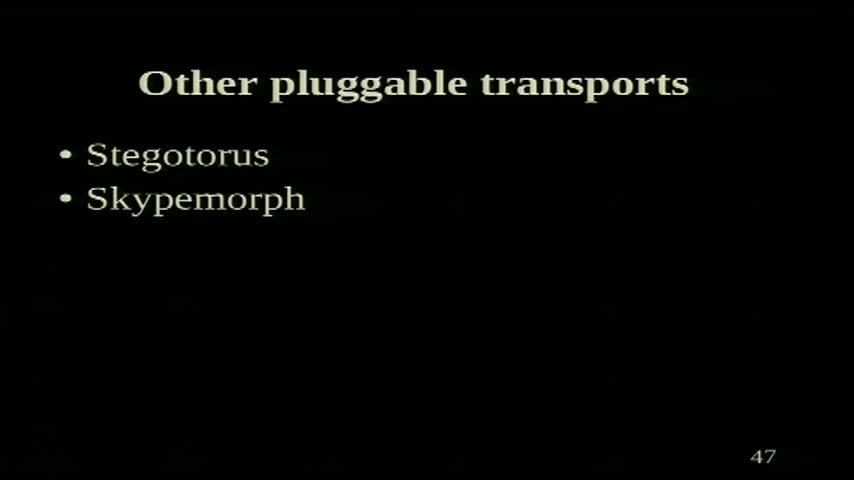 Other pluggable transports
• Stegotorus
• Skypemorph
47